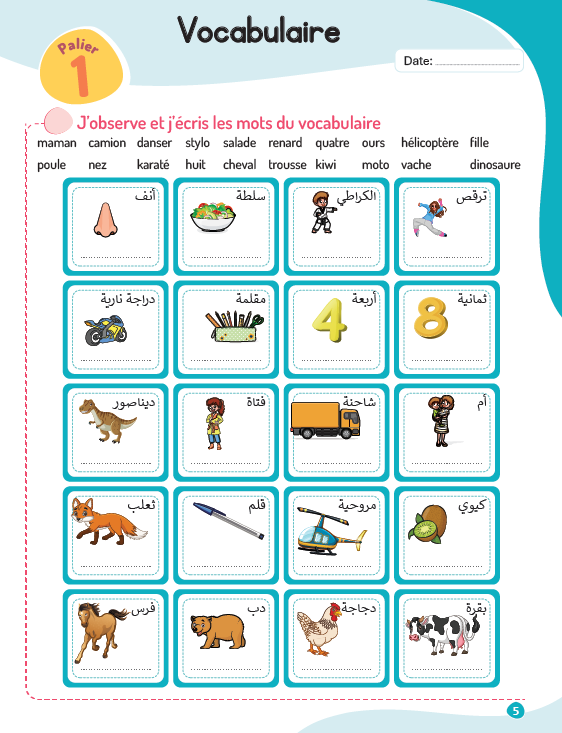 Vocabulaire
Palier
1
Date:
J'observe et j'écris les mots du vocabulaire
maman camion danser stylo salade renard quatre ours hélicoptère fille
poule nez karaté huit cheval trousse kiwi moto vache dinosaure
أنف
سلطة
الكراطي
ترقص
دراجة نارية
مقلمة
أربعة
4
ثمانية
8
ديناصور
فتاة
شاحنة
أم
ثعلب
قلم
مروحية
كيوي
فرس
دب
دجاجة
بقرة
5